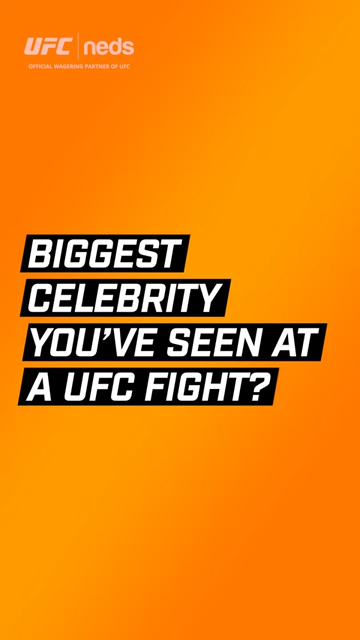 UFC neds
OFFICIAL WAGERING PARTNER OF UFC
BIGGEST
CELEBRITY
YOU'VE SEEN AT
A UFC FIGHT?